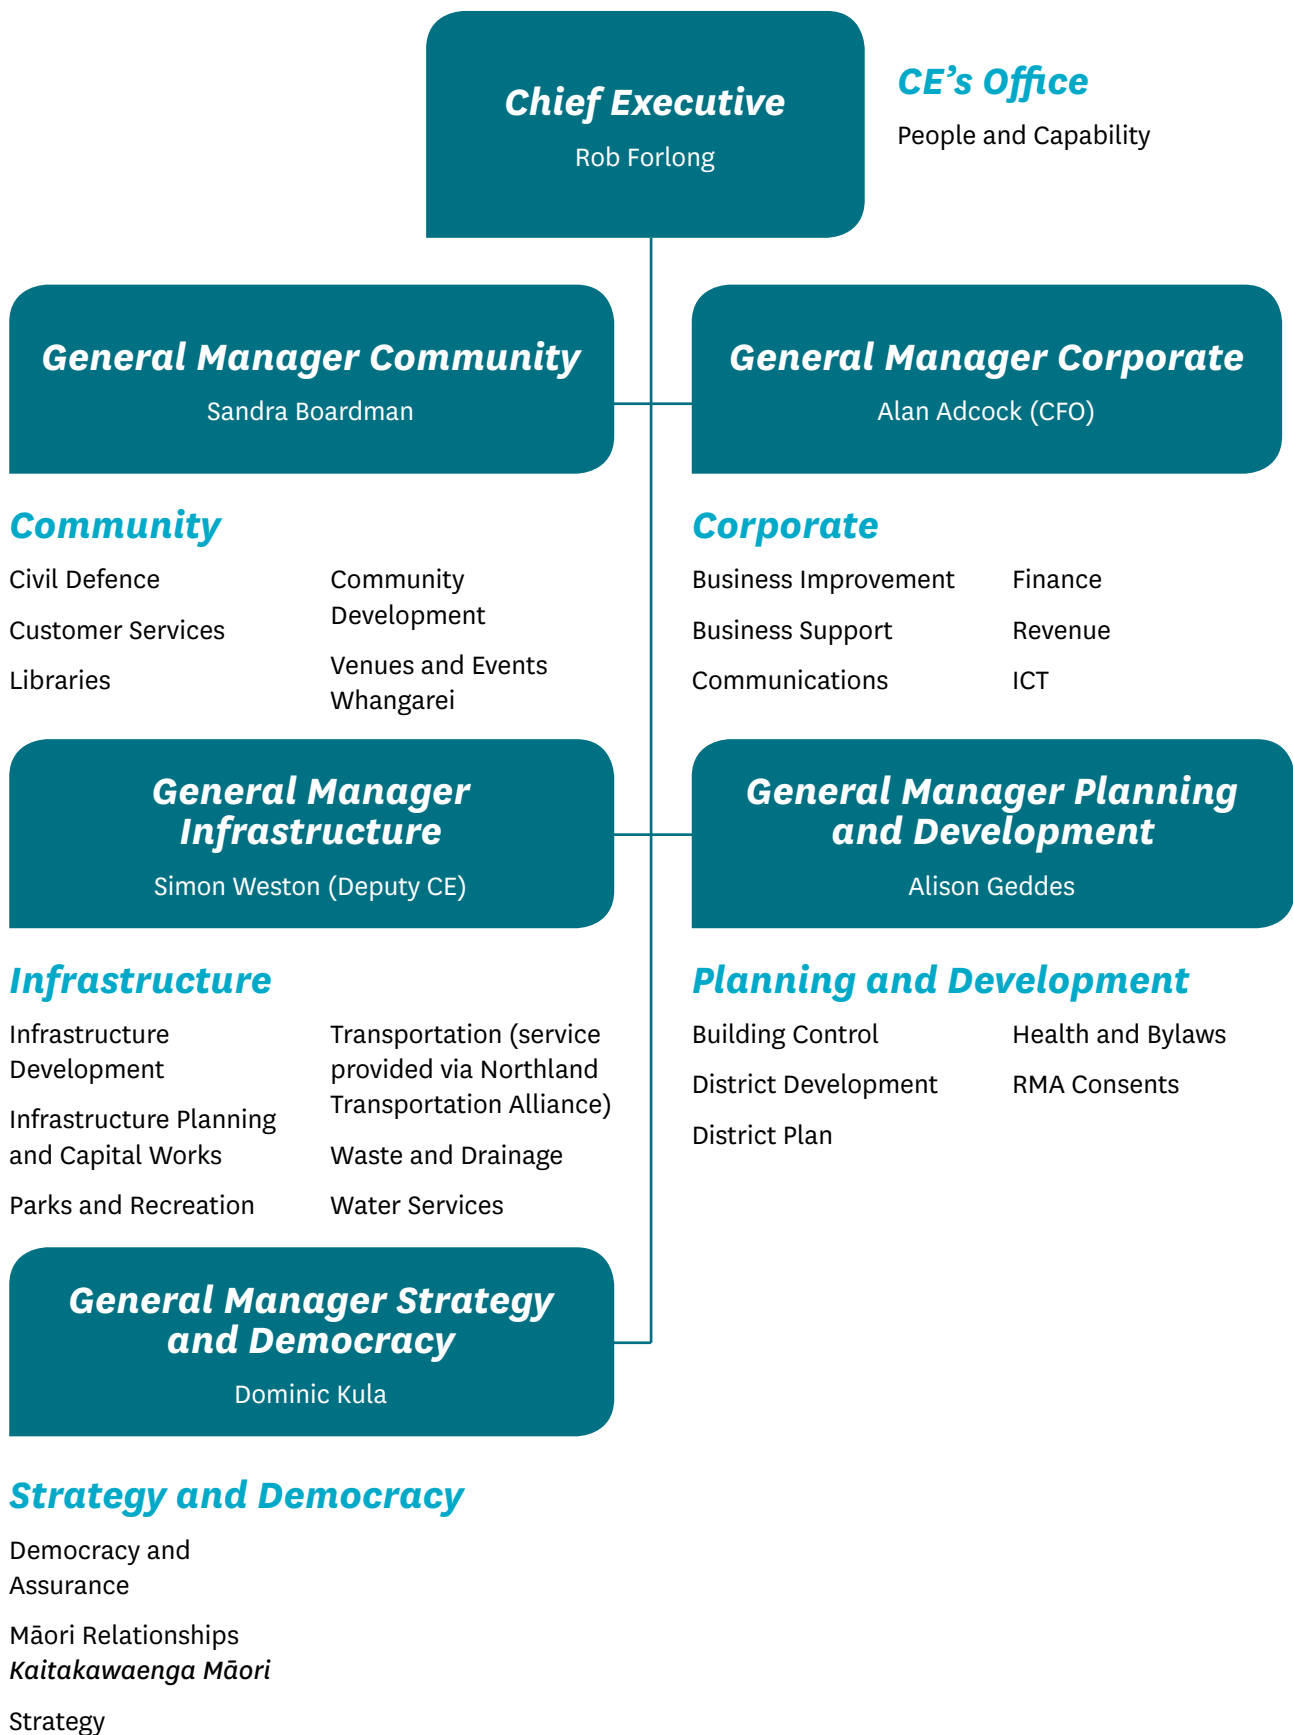 Chief Executive
Rob Forlong
CE's Office
People and Capability
General Manager Community
Sandra Boardman
General Manager Corporate
Alan Adcock (CFO)
Community
Civil Defence
Customer Services
Libraries
Community
Development
Venues and Events
Whangarei
Corporate
Business Improvement
Business Support
Communications
Finance
Revenue
ICT
General Manager
Infrastructure
Simon Weston (Deputy CE)
General Manager Planning
and Development
Alison Geddes
Infrastructure
Infrastructure
Development
Infrastructure Planning
and Capital Works
Parks and Recreation
Transportation (service
provided via Northland
Transportation Alliance)
Waste and Drainage
Water Services
Planning and Development
Building Control
District Development
District Plan
Health and Bylaws
RMA Consents
General Manager Strategy
and Democracy
Dominic Kula
Strategy and Democracy
Democracy and
Assurance
Māori Relationships
Kaitakawaenga Māori
Strategy